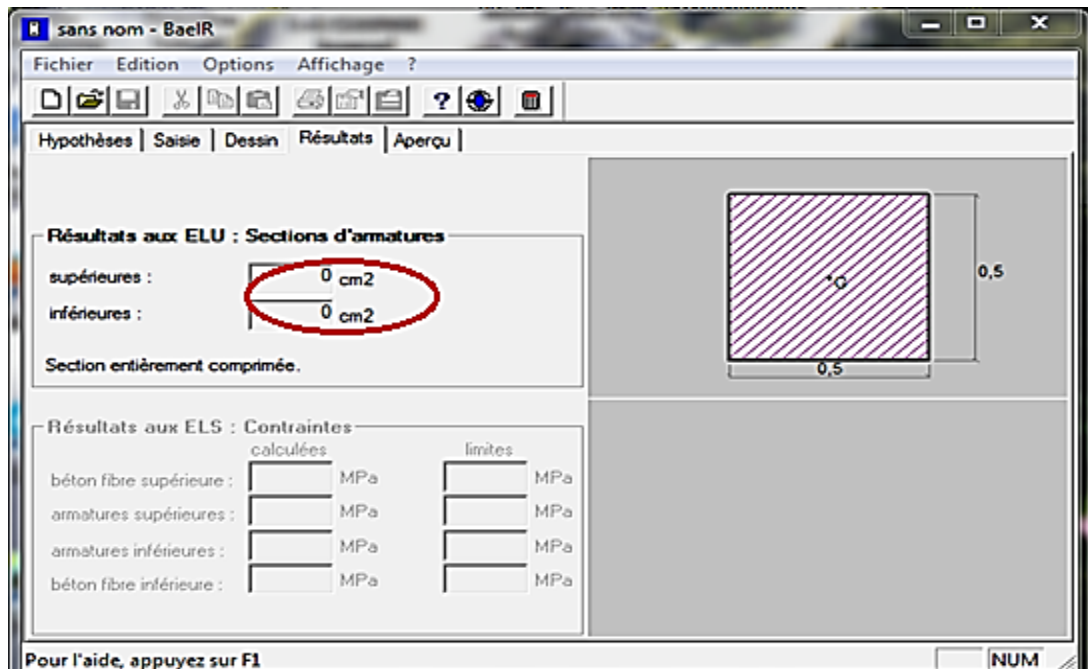 sans nom - BaelR
Fichier Edition Options Affichage ?
Hypothèses Saisie Dessin Résultats Aperçu
Résultats aux ELU : Sections d'armatures
supérieures : 0 cm2
inférieures : 0 cm2
Section entièrement comprimée.
G
0,5
0,5
Résultats aux ELS : Contraintes
calculées limites
béton fibre supérieure : MPa MPa
armatures supérieures : MPa MPa
armatures inférieures : MPa MPa
béton fibre inférieure : MPa MPa
Pour l'aide, appuyez sur F1
NUM